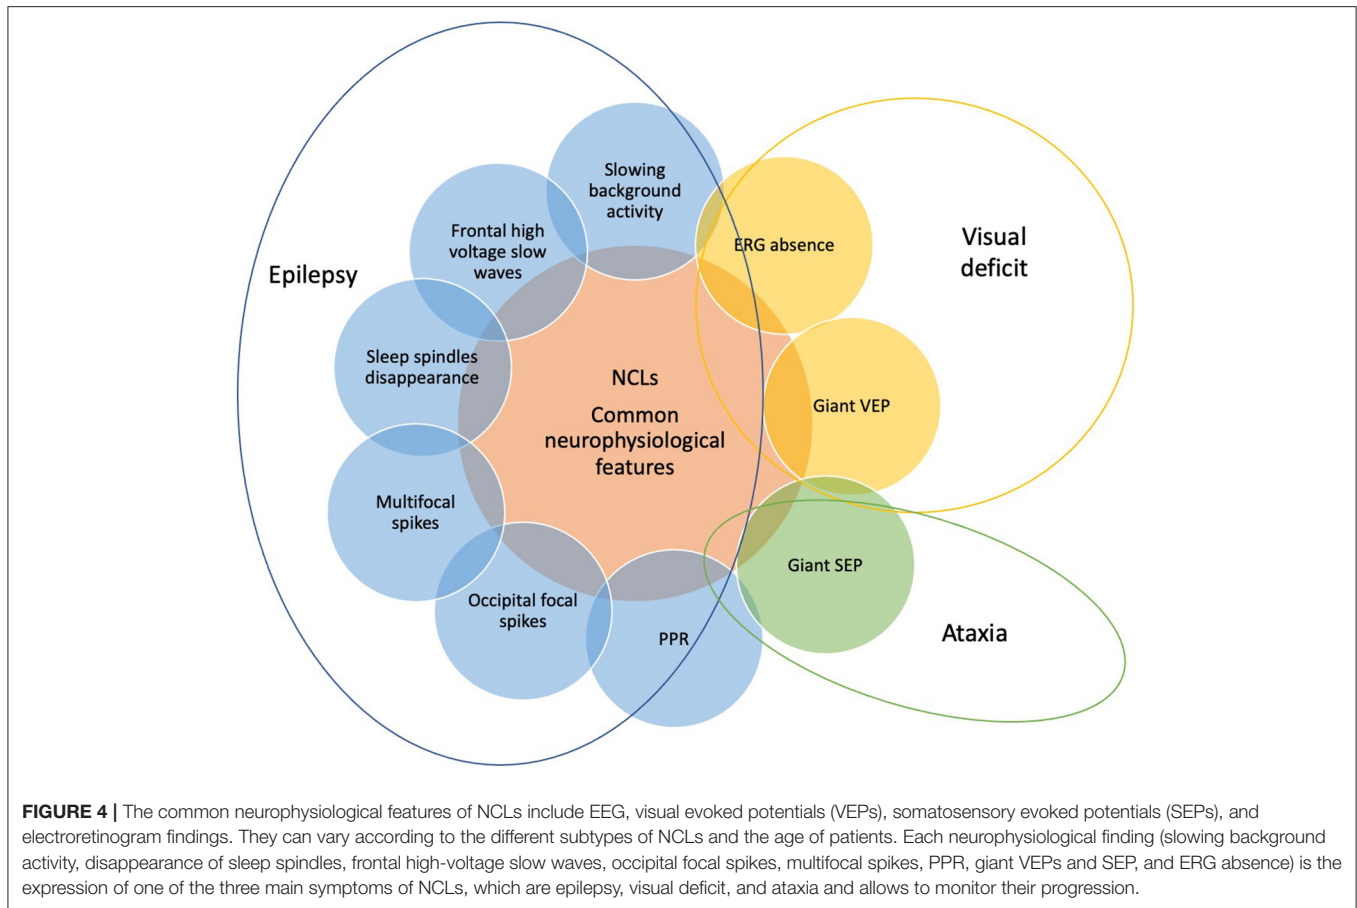 Slowing
background
activity
Frontal high
voltage slow
waves
ERG absence
Visual
deficit
Epilepsy
Sleep spindles
disappearance
NCLs
Common
neurophysiological
features
Giant VEP
Multifocal
spikes
Giant SEP
Occipital focal
spikes
PPR
Ataxia
FIGURE 4 | The common neurophysiological features of NCLs include EEG, visual evoked potentials (VEPs), somatosensory evoked potentials (SEPs), and
electroretinogram findings. They can vary according to the different subtypes of NCLs and the age of patients. Each neurophysiological finding (slowing background
activity, disappearance of sleep spindles, frontal high-voltage slow waves, occipital focal spikes, multifocal spikes, PPR, giant VEPs and SEP, and ERG absence) is the
expression of one of the three main symptoms of NCLs, which are epilepsy, visual deficit, and ataxia and allows to monitor their progression.